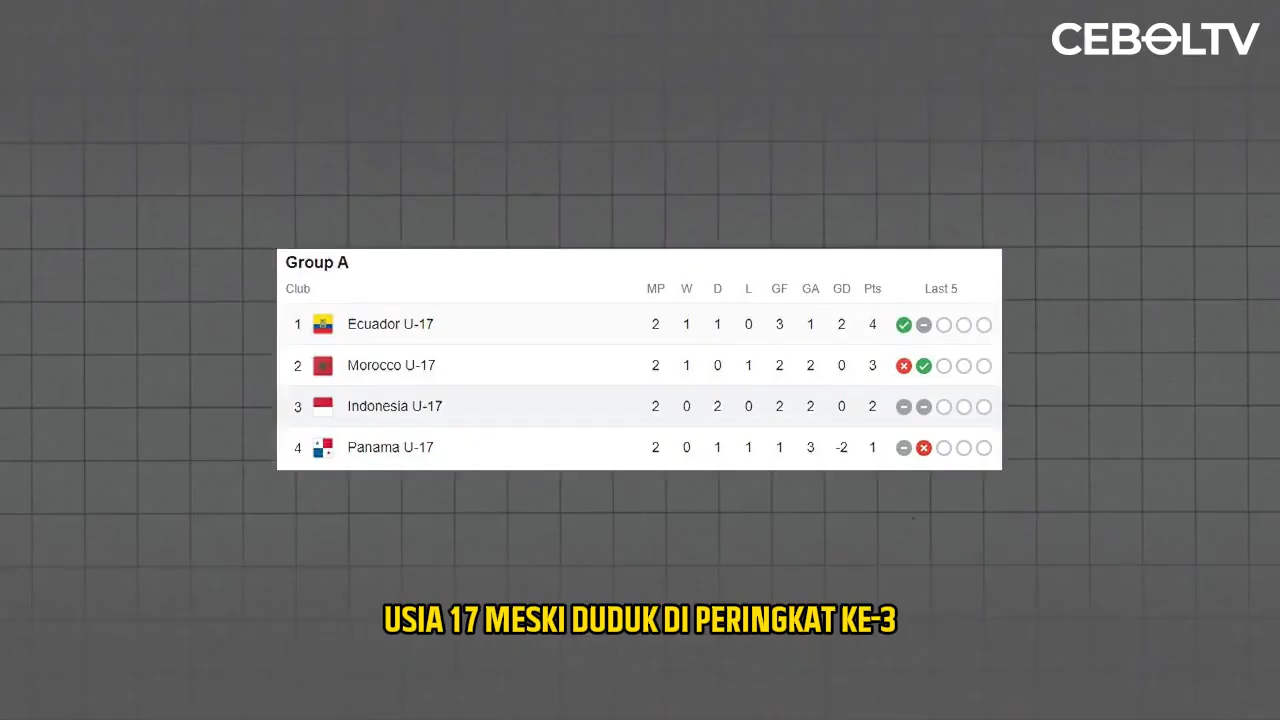 CEBOLTV
Group A
Club MP W D L GF GA GD Pts Last 5
1 Ecuador U-17 2 1 1 0 3 1 2 4
2 Morocco U-17 2 1 0 1 2 2 0 3
3 Indonesia U-17 2 0 2 0 2 2 0 2
4 Panama U-17 2 0 1 1 1 3 -2 1
USIA 17 MESKI DUDUK DI PERINGKAT KE-3